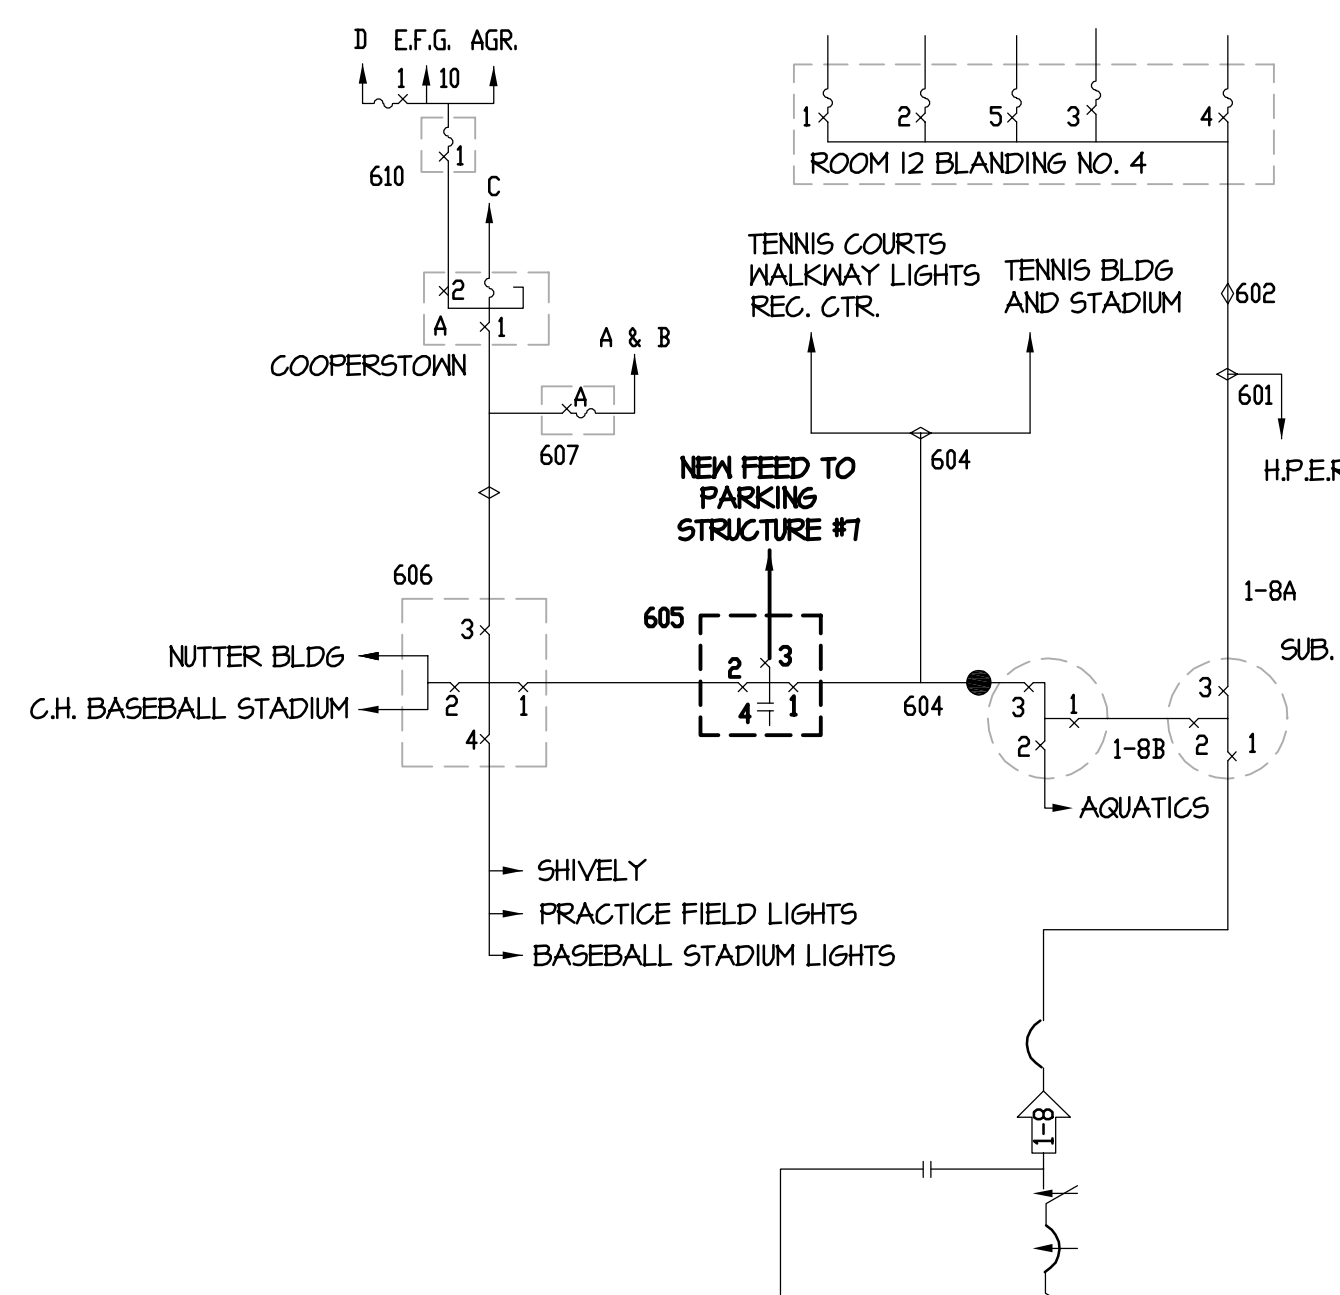 D E.F.G. AGR.
1 10
1
610
C
2
A 1
COOPERSTOWN
A & B
A
607
1 2 5 3 4
ROOM 12 BLANDING NO. 4
TENNIS COURTS
WALKWAY LIGHTS
REC. CTR.
TENNIS BLDG
AND STADIUM
602
601
H.P.E.R
604
NEW FEED TO
PARKING
STRUCTURE #7
606
605
1-8A
SUB.
3
NUTTER BLDG
C.H. BASEBALL STADIUM
2 1
4
2 3
4 1
604
3 1
2
1-8B
3
2 1
AQUATICS
SHIVELY
PRACTICE FIELD LIGHTS
BASEBALL STADIUM LIGHTS
1-8